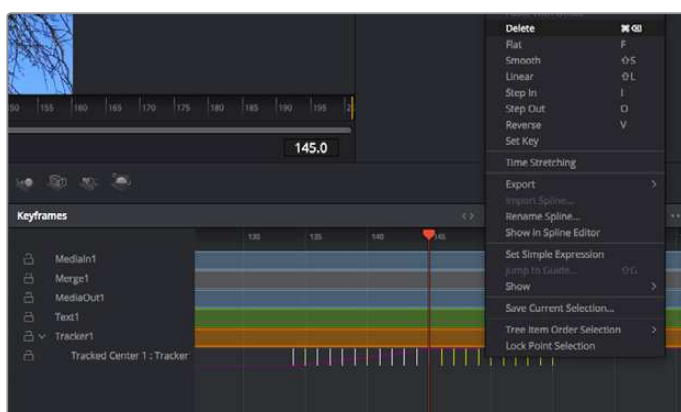 Delete ⌘⌫
Flat F
Smooth ⇧S
Linear ⇧L
Step In I
Step Out O
Reverse V
Set Key
Time Stretching
Export >
Import Spline...
Rename Spline...
Show in Spline Editor
Set Simple Expression
Jump to Guide... ⇧G
Show >
Save Current Selection...
Tree Item Order Selection >
Lock Point Selection
155 160 165 170 175 180 185 190 195
145.0
Keyframes < >
130 135 140 145
MediaIn1
Merge1
MediaOut1
Text1
Tracker1
Tracked Center 1 : Tracker